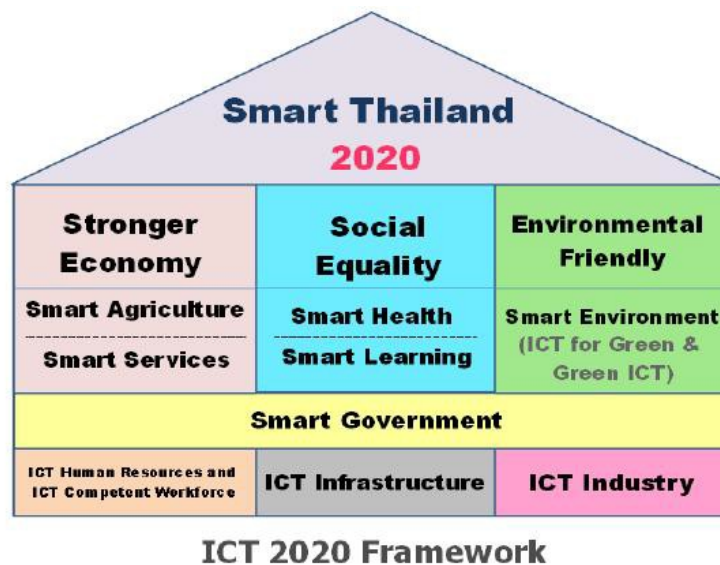 Smart Thailand
2020
Stronger
Economy
Social
Equality
Environmental
Friendly
Smart Agriculture
Smart Services
Smart Health
Smart Learning
Smart Environment
(ICT for Green &
Green ICT)
Smart Government
ICT Human Resources and
ICT Competent Workforce
ICT Infrastructure
ICT Industry
ICT 2020 Framework